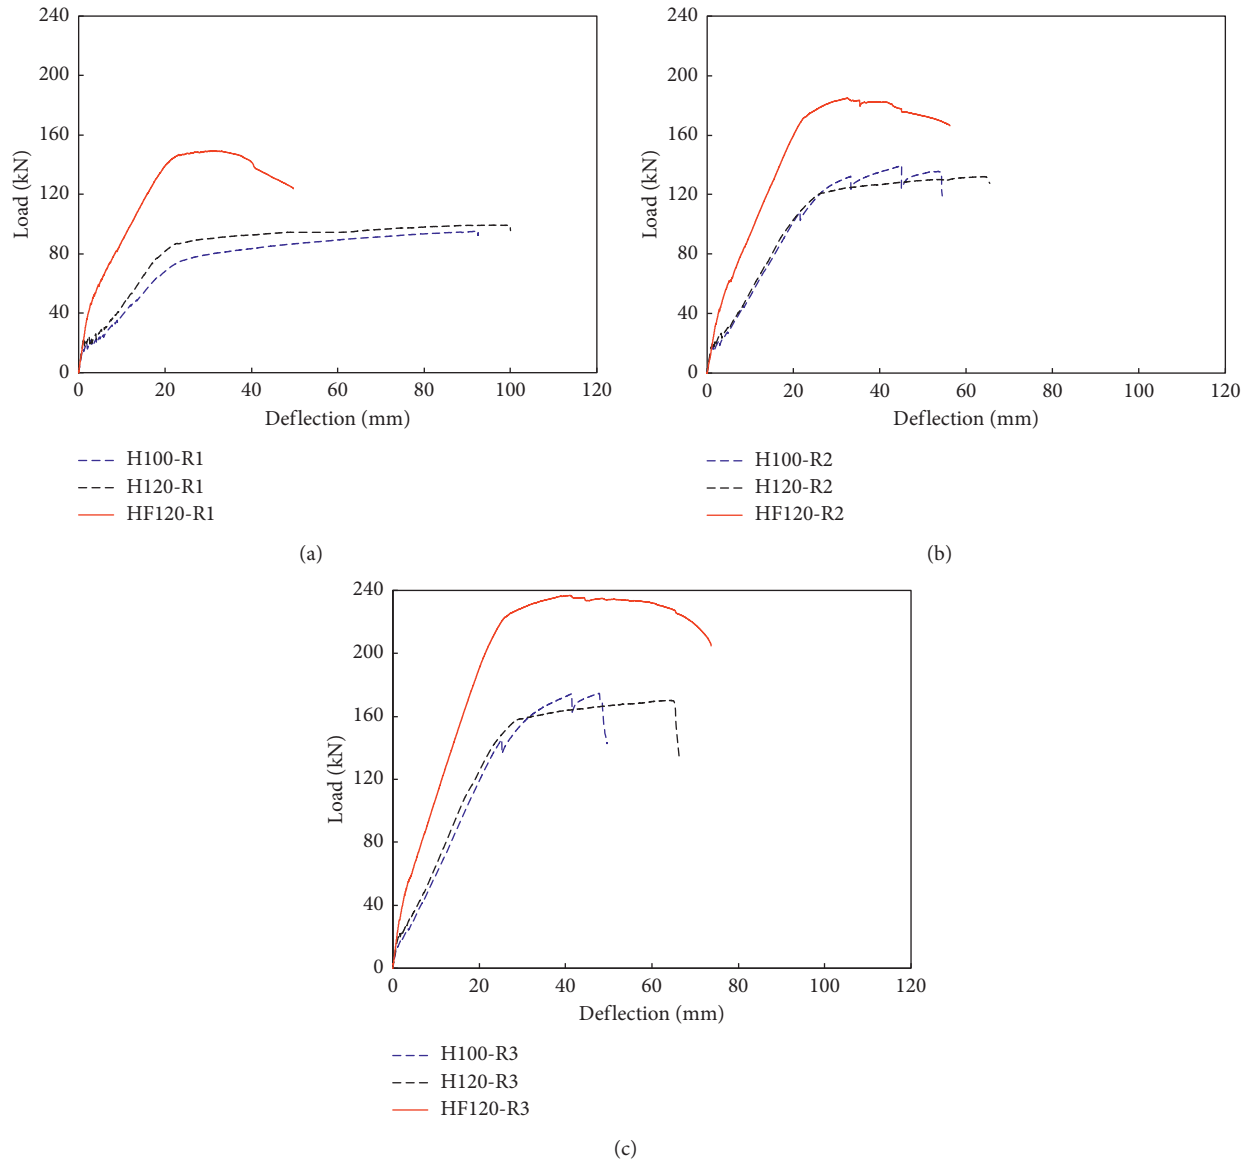 240
200
160
120
80
40
0
Load (kN)
0 20 40 60 80 100 120
Deflection (mm)
H100-R1
H120-R1
HF120-R1
(a)
240
200
160
120
80
40
0
Load (kN)
0 20 40 60 80 100 120
Deflection (mm)
H100-R2
H120-R2
HF120-R2
(b)
240
200
160
120
80
40
0
Load (kN)
0 20 40 60 80 100 120
Deflection (mm)
H100-R3
H120-R3
HF120-R3
(c)